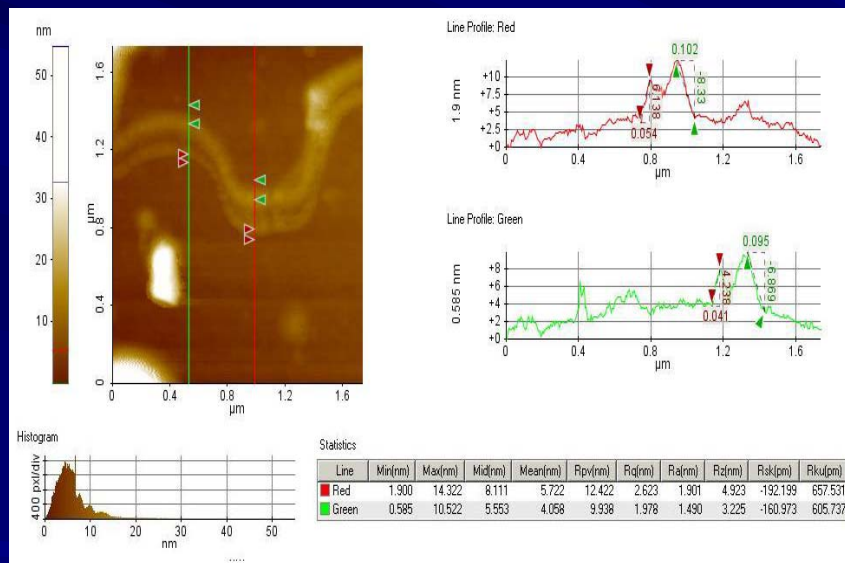 nm
50
40
30
20
10
1.6
1.2
µm
0.8
0.4
0
0 0.4 0.8 1.2 1.6
µm
Line Profile: Red
1.9 nm
+10
+7.5
+5
+2.5
0
0.102
-8.33
6.138
0.054
0 0.4 0.8 1.2 1.6
µm
Line Profile: Green
0.585 nm
+8
+6
+4
+2
0
0.095
-6.869
4.238
0.041
0 0.4 0.8 1.2 1.6
µm
Histogram
400 pxl/div
0 10 20 30 40 50
nm
Statistics
Line Min(nm) Max(nm) Mid(nm) Mean(nm) Rpv(nm) Rq(nm) Ra(nm) Rz(nm) Rsk(pm) Rku(pm)
Red 1.900 14.322 8.111 5.722 12.422 2.623 1.901 4.923 -192.199 657.531
Green 0.585 10.522 5.553 4.058 9.938 1.978 1.490 3.225 -160.973 605.737